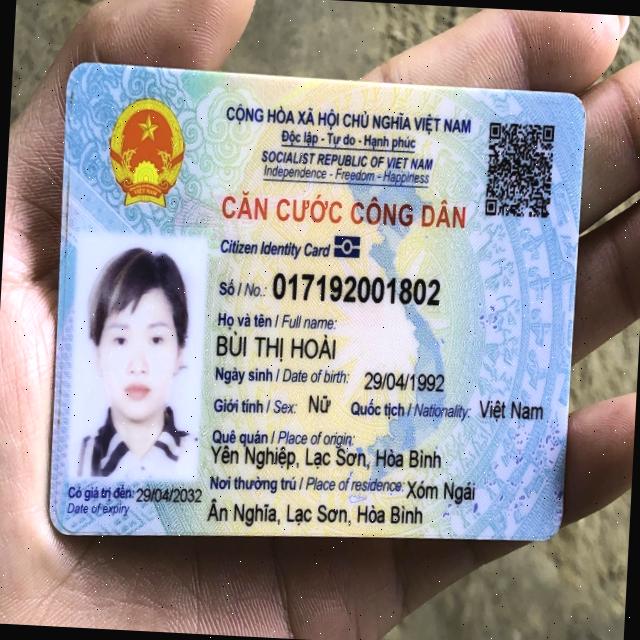 CỘNG HÒA XÃ HỘI CHỦ NGHĨA VIỆT NAM
Độc lập - Tự do - Hạnh phúc
SOCIALIST REPUBLIC OF VIET NAM
Independence - Freedom - Happiness
CĂN CƯỚC CÔNG DÂN
Citizen Identity Card
Số / No.: 017192001802
Họ và tên / Full name:
BÙI THỊ HOÀI
Ngày sinh / Date of birth: 29/04/1992
Giới tính / Sex: Nữ Quốc tịch / Nationality: Việt Nam
Quê quán / Place of origin:
Yên Nghiệp, Lạc Sơn, Hòa Bình
Nơi thường trú / Place of residence: Xóm Ngái
Ân Nghĩa, Lạc Sơn, Hòa Bình
Có giá trị đến: 29/04/2032
Date of expiry